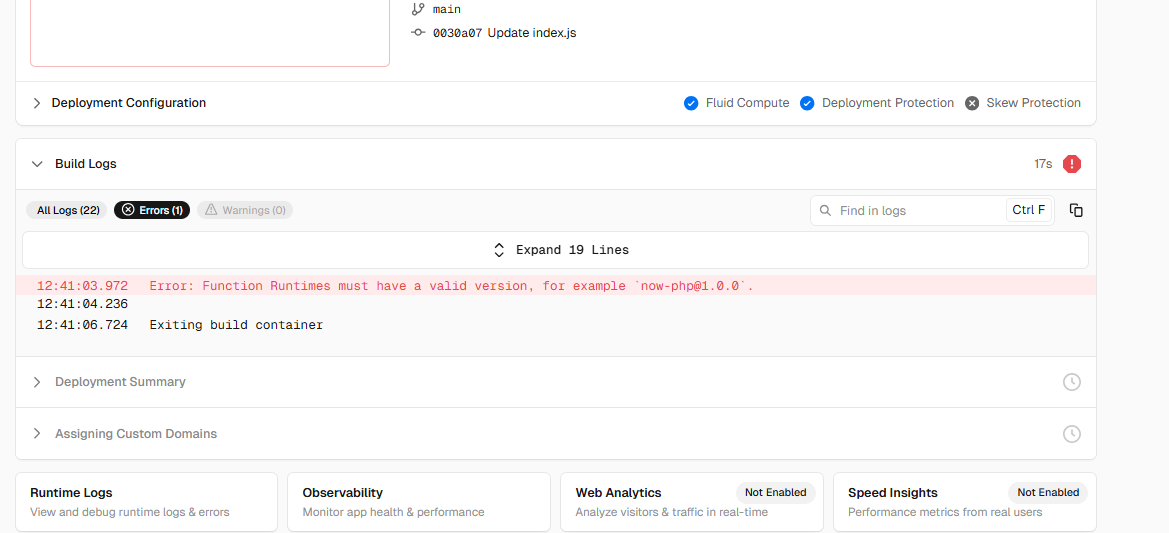 main
0030a07 Update index.js
Deployment Configuration
Fluid Compute Deployment Protection Skew Protection
Build Logs
17s
All Logs (22) Errors (1) Warnings (0)
Find in logs Ctrl F
Expand 19 Lines
12:41:03.972 Error: Function Runtimes must have a valid version, for example `now-php@1.0.0`.
12:41:04.236
12:41:06.724 Exiting build container
Deployment Summary
Assigning Custom Domains
Runtime Logs
View and debug runtime logs & errors
Observability
Monitor app health & performance
Web Analytics Not Enabled
Analyze visitors & traffic in real-time
Speed Insights Not Enabled
Performance metrics from real users